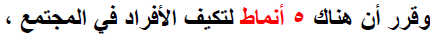 وقرر أن هناك ٥ أنماط لتكيف الأفراد في المجتمع ،